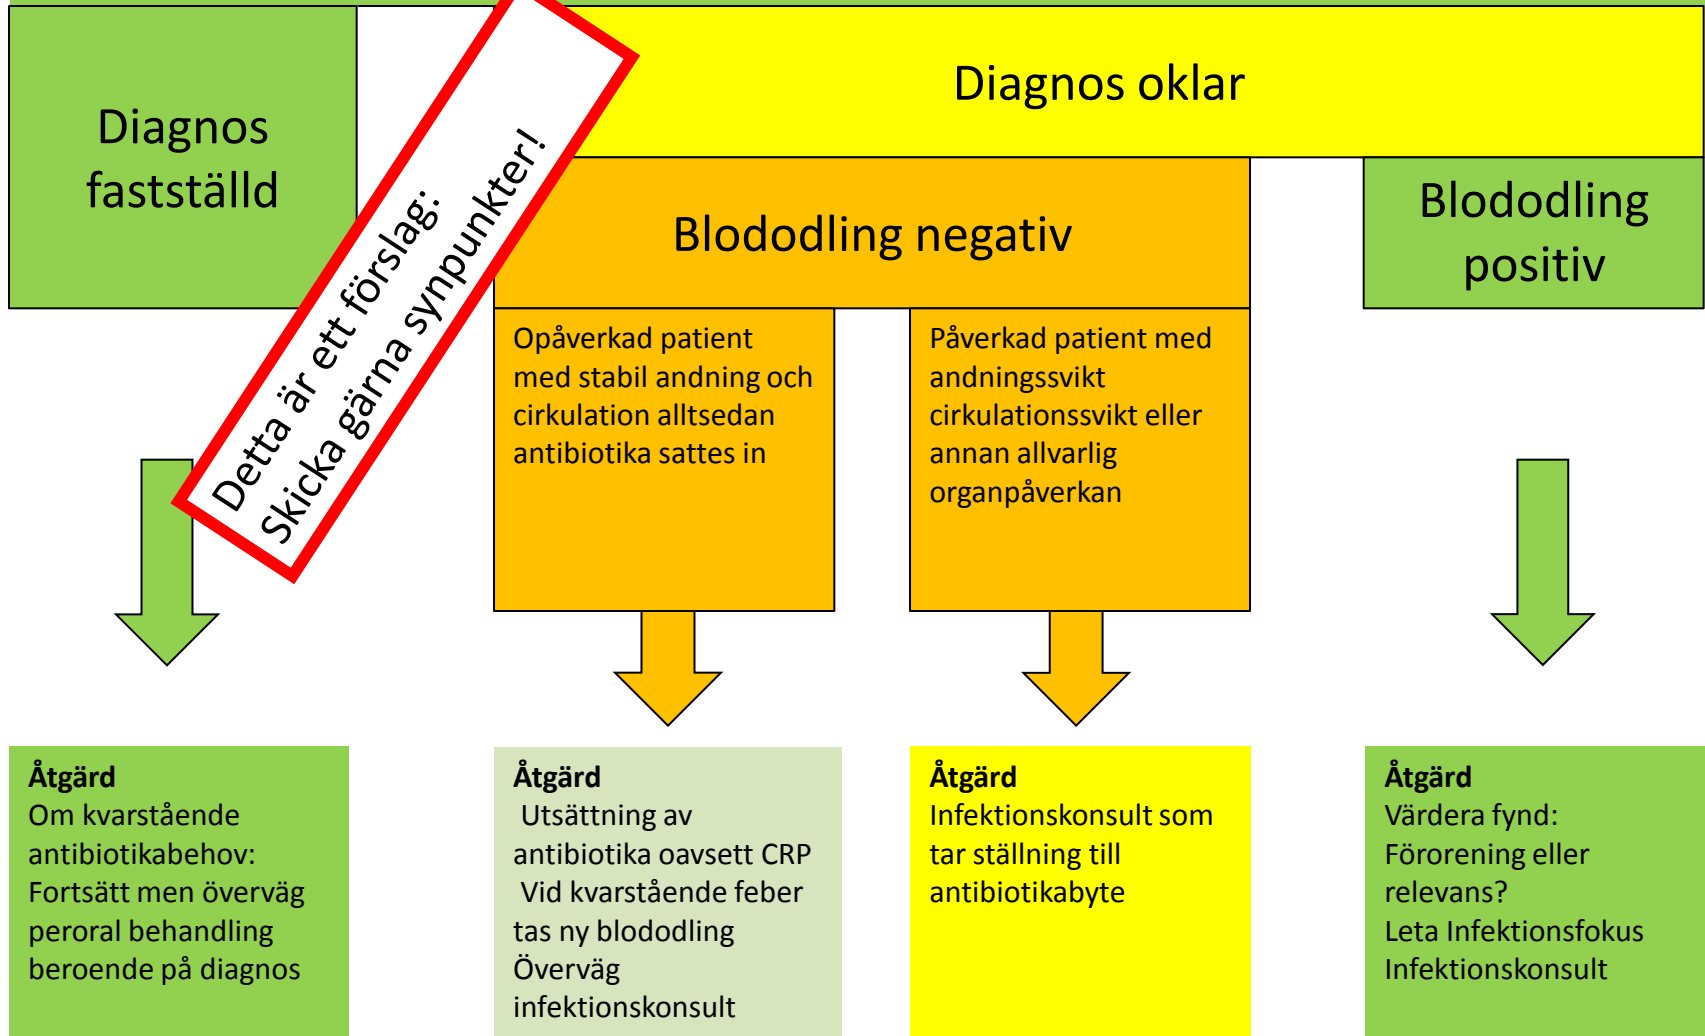 Diagnos
fastställd
Detta är ett förslag:
Skicka gärna synpunkter!
Diagnos oklar
Blododling negativ
Blododling
positiv
Opåverkad patient
med stabil andning och
cirkulation alltsedan
antibiotika sattes in
Påverkad patient med
andningssvikt
cirkulationssvikt eller
annan allvarlig
organpåverkan
Åtgärd
Om kvarstående
antibiotikabehov:
Fortsätt men överväg
peroral behandling
beroende på diagnos
Åtgärd
Utsättning av
antibiotika oavsett CRP
Vid kvarstående feber
tas ny blododling
Överväg
infektionskonsult
Åtgärd
Infektionskonsult som
tar ställning till
antibiotikabyte
Åtgärd
Värdera fynd:
Förorening eller
relevans?
Leta Infektionsfokus
Infektionskonsult